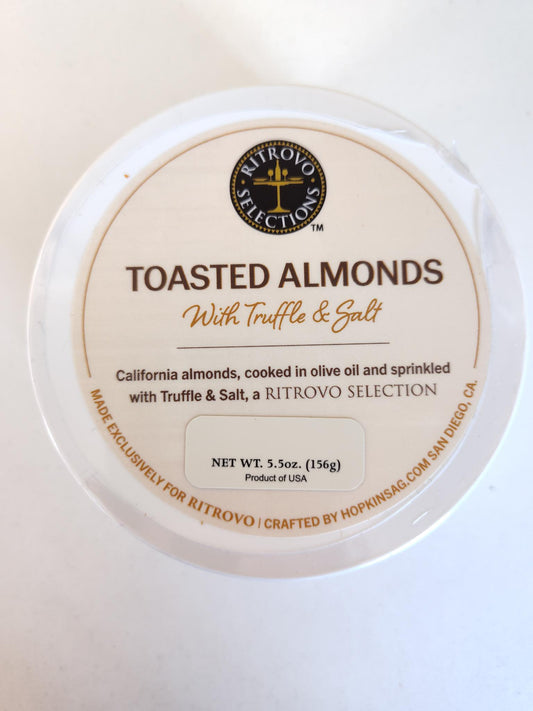 RITROVO
SELECTIONS
TM
TOASTED ALMONDS
With Truffle & Salt
California almonds, cooked in olive oil and sprinkled
with Truffle & Salt, a RITROVO SELECTION
NET WT. 5.5oz. (156g)
Product of USA
MADE EXCLUSIVELY FOR RITROVO | CRAFTED BY HOPKINSAG.COM SAN DIEGO, CA.